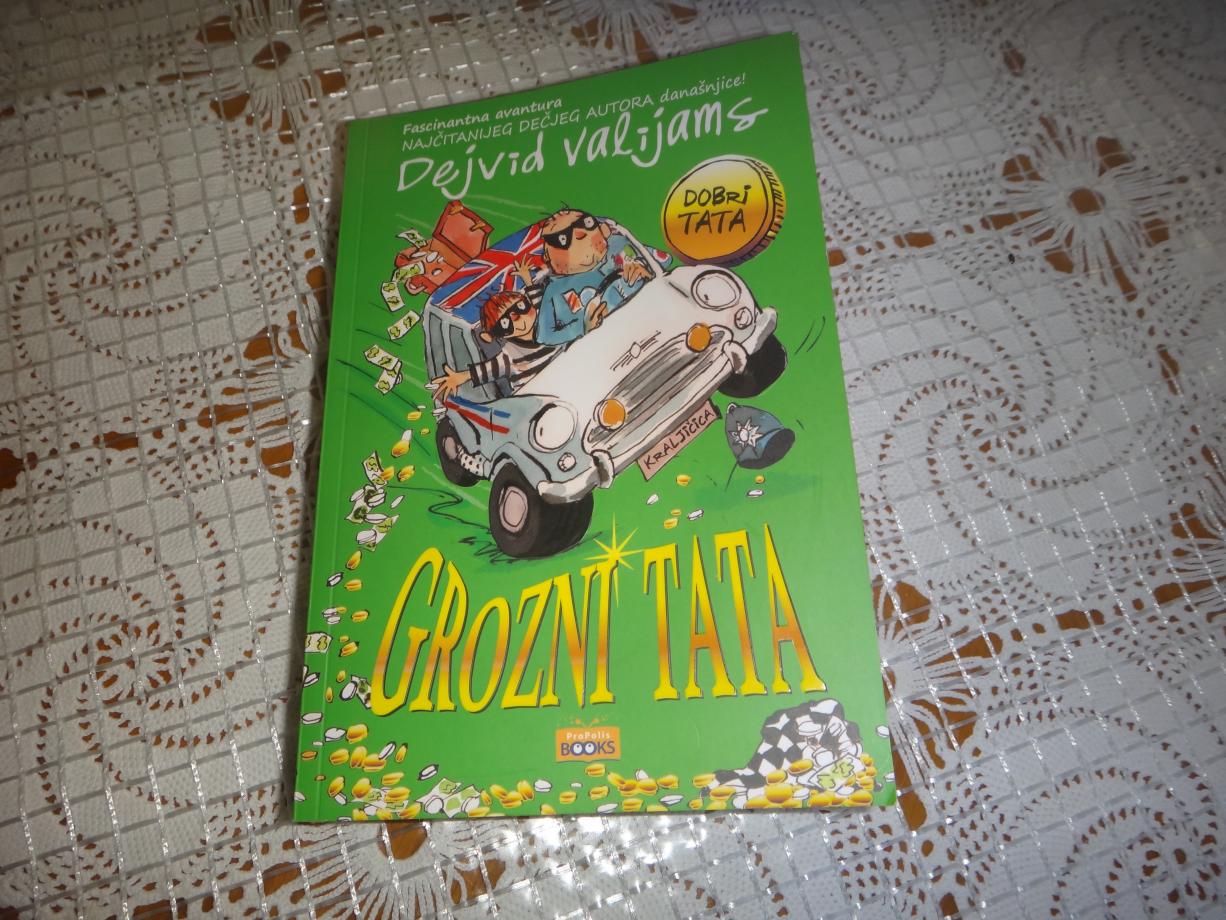 Fascinantna avantura
NAJČITANIJEG DEČJEG AUTORA današnjice!
Dejvid Valijams
DOBRI
TATA
KRALJIČICA
GROZNI TATA
ProPolis
BOOKS